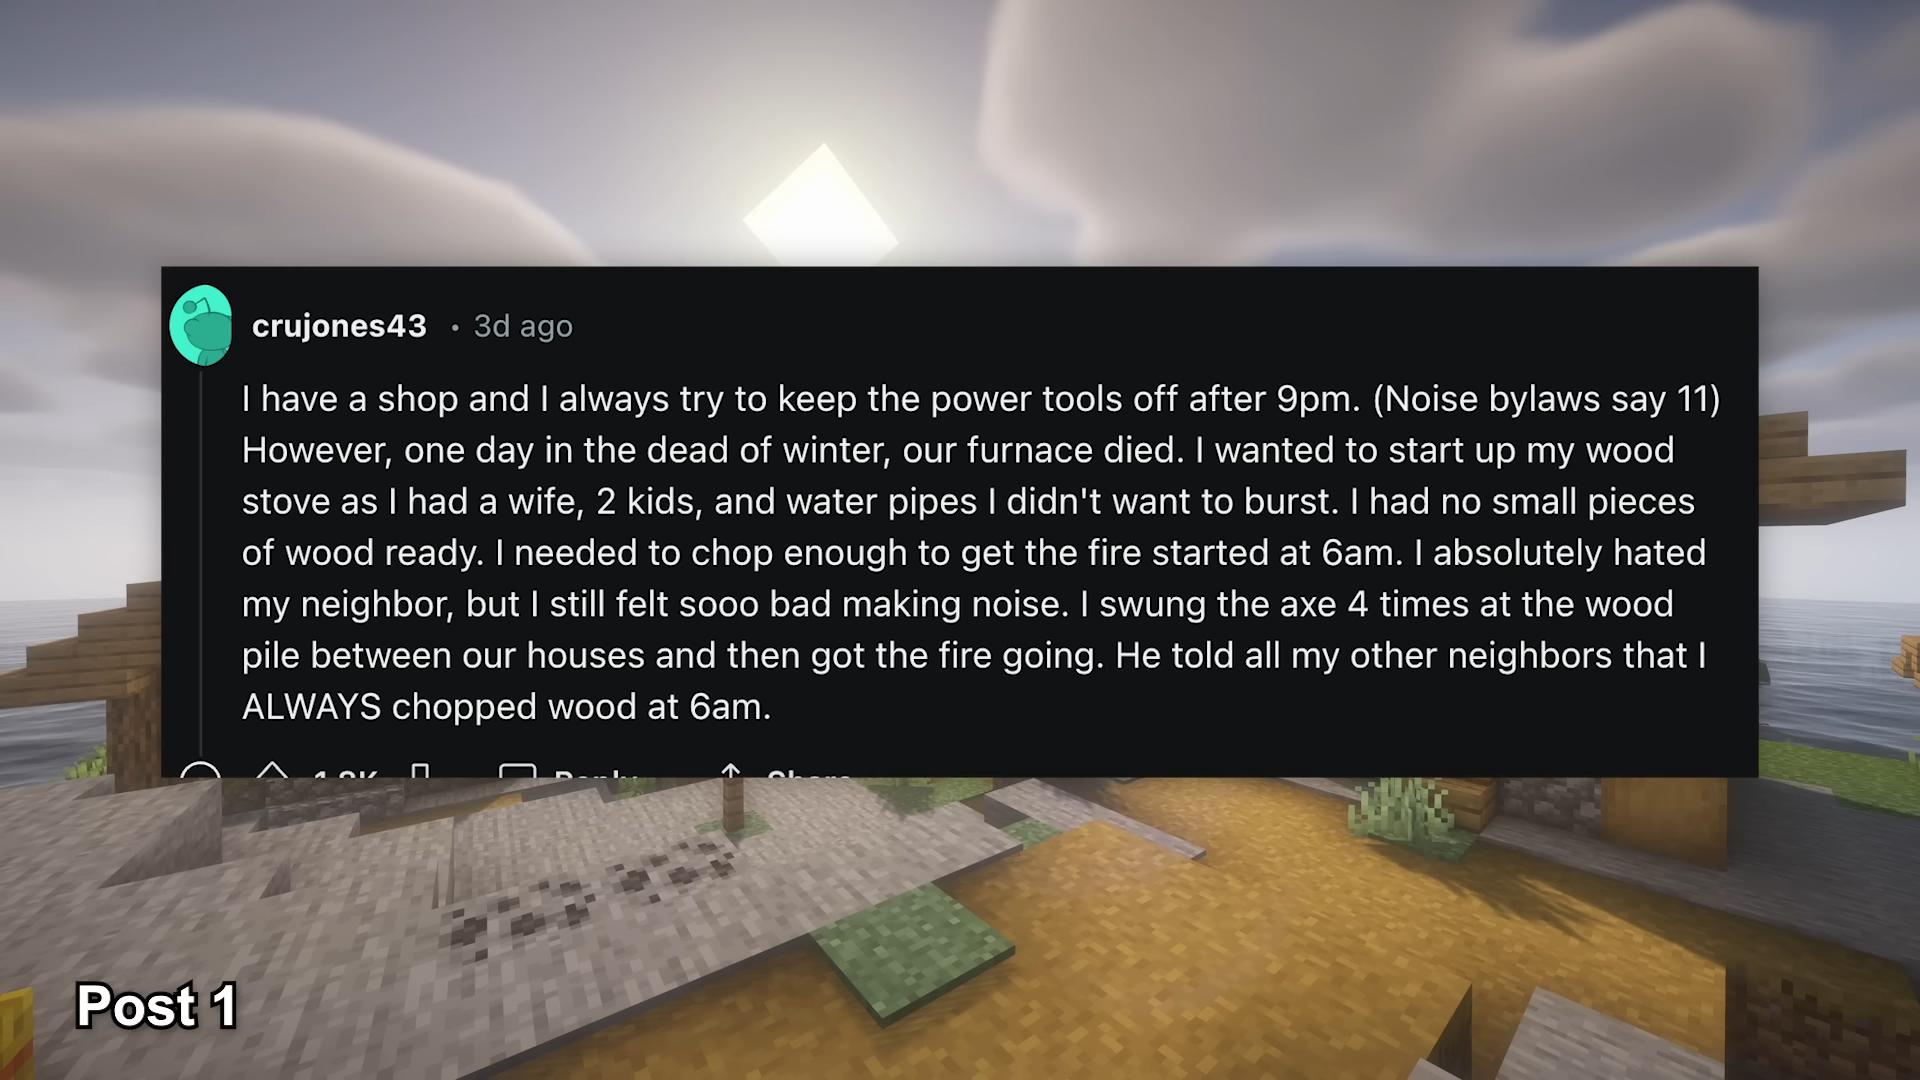 crujones43 • 3d ago
I have a shop and I always try to keep the power tools off after 9pm. (Noise bylaws say 11)
However, one day in the dead of winter, our furnace died. I wanted to start up my wood
stove as I had a wife, 2 kids, and water pipes I didn't want to burst. I had no small pieces
of wood ready. I needed to chop enough to get the fire started at 6am. I absolutely hated
my neighbor, but I still felt sooo bad making noise. I swung the axe 4 times at the wood
pile between our houses and then got the fire going. He told all my other neighbors that I
ALWAYS chopped wood at 6am.
Reply Share
Post 1